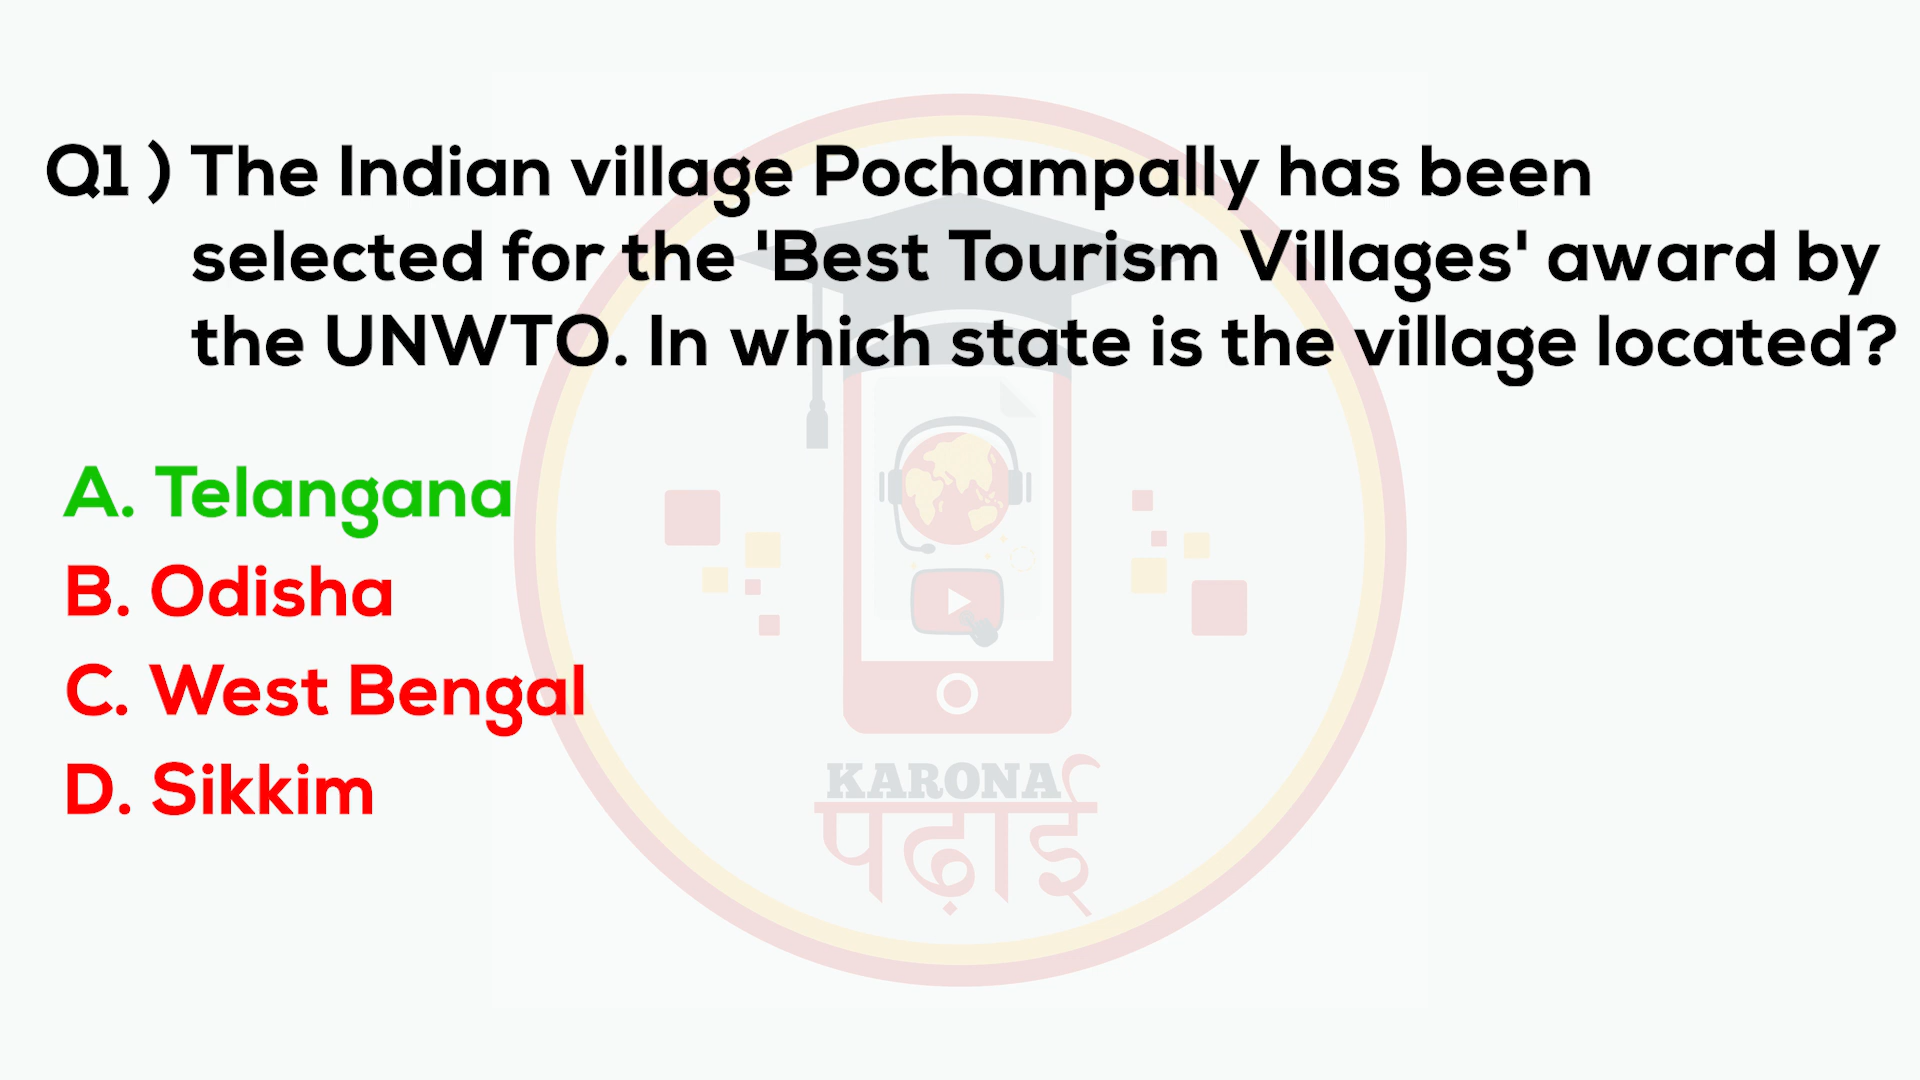 Q1 ) The Indian village Pochampally has been
selected for the 'Best Tourism Villages' award by
the UNWTO. In which state is the village located?
A. Telangana
B. Odisha
C. West Bengal
D. Sikkim
KARONA
पढ़ाई